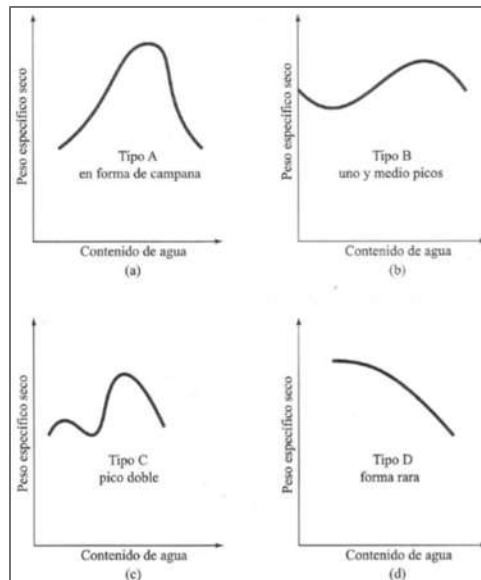 Peso específico seco
Tipo A
en forma de campana
Contenido de agua
(a)
Peso específico seco
Tipo B
uno y medio picos
Contenido de agua
(b)
Peso específico seco
Tipo C
pico doble
Contenido de agua
(c)
Peso específico seco
Tipo D
forma rara
Contenido de agua
(d)